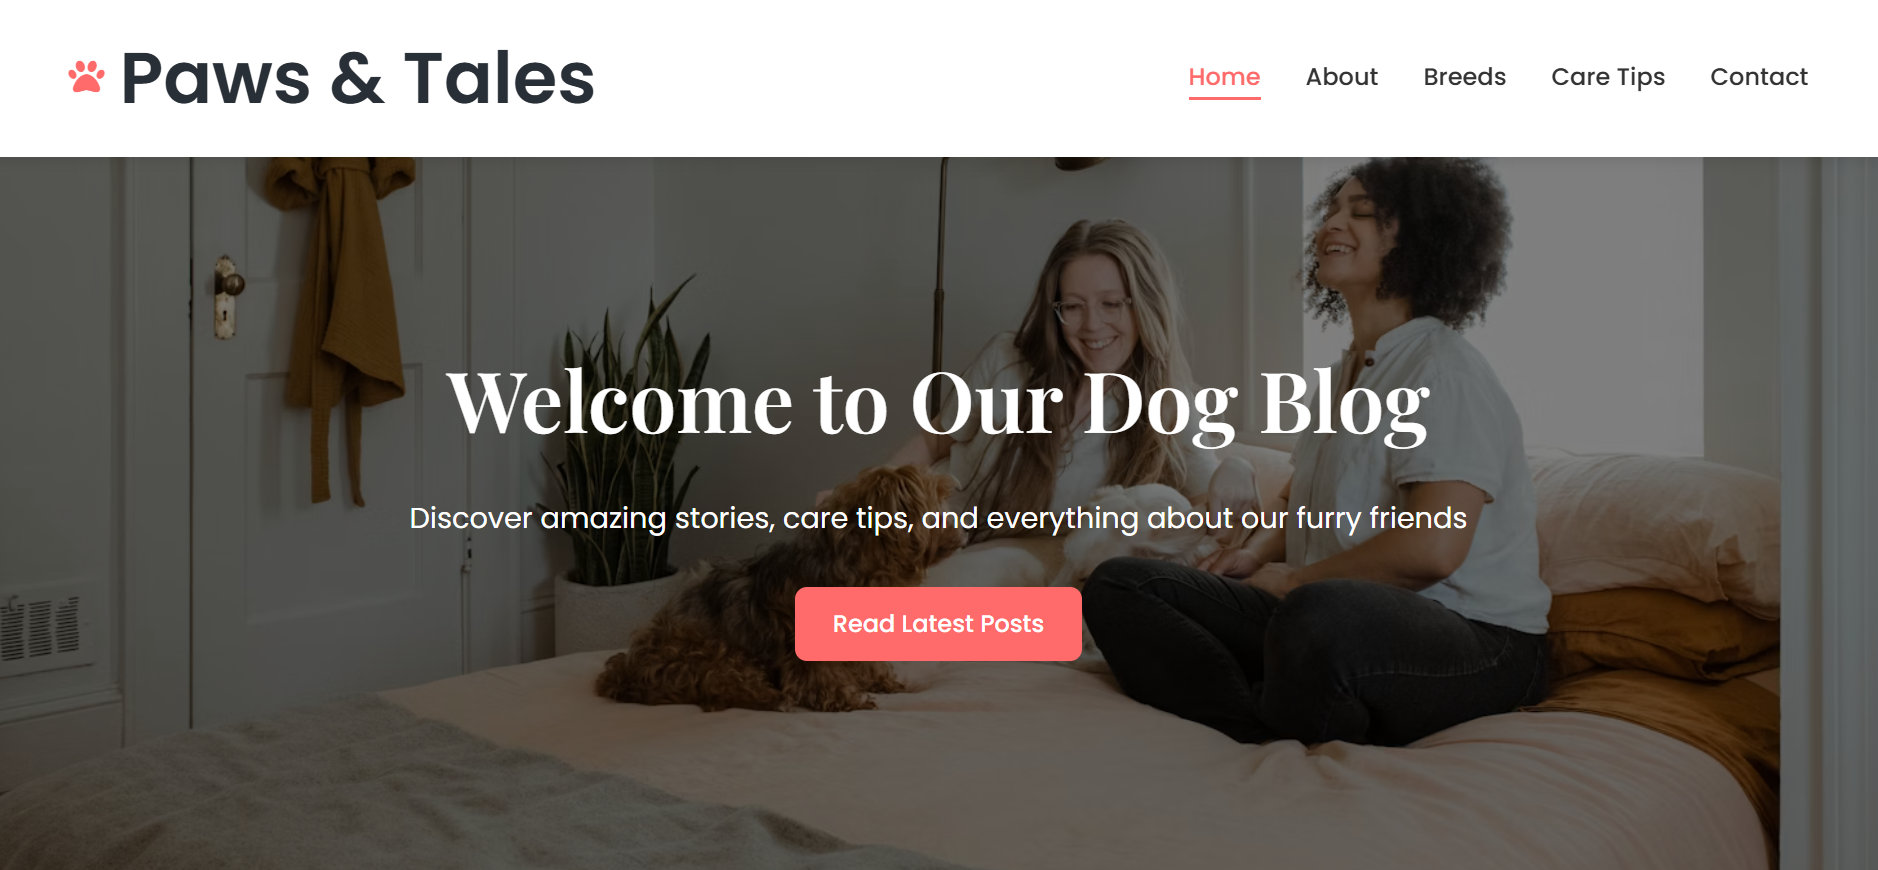 Paws & Tales
Home About Breeds Care Tips Contact
Welcome to Our Dog Blog
Discover amazing stories, care tips, and everything about our furry friends
Read Latest Posts